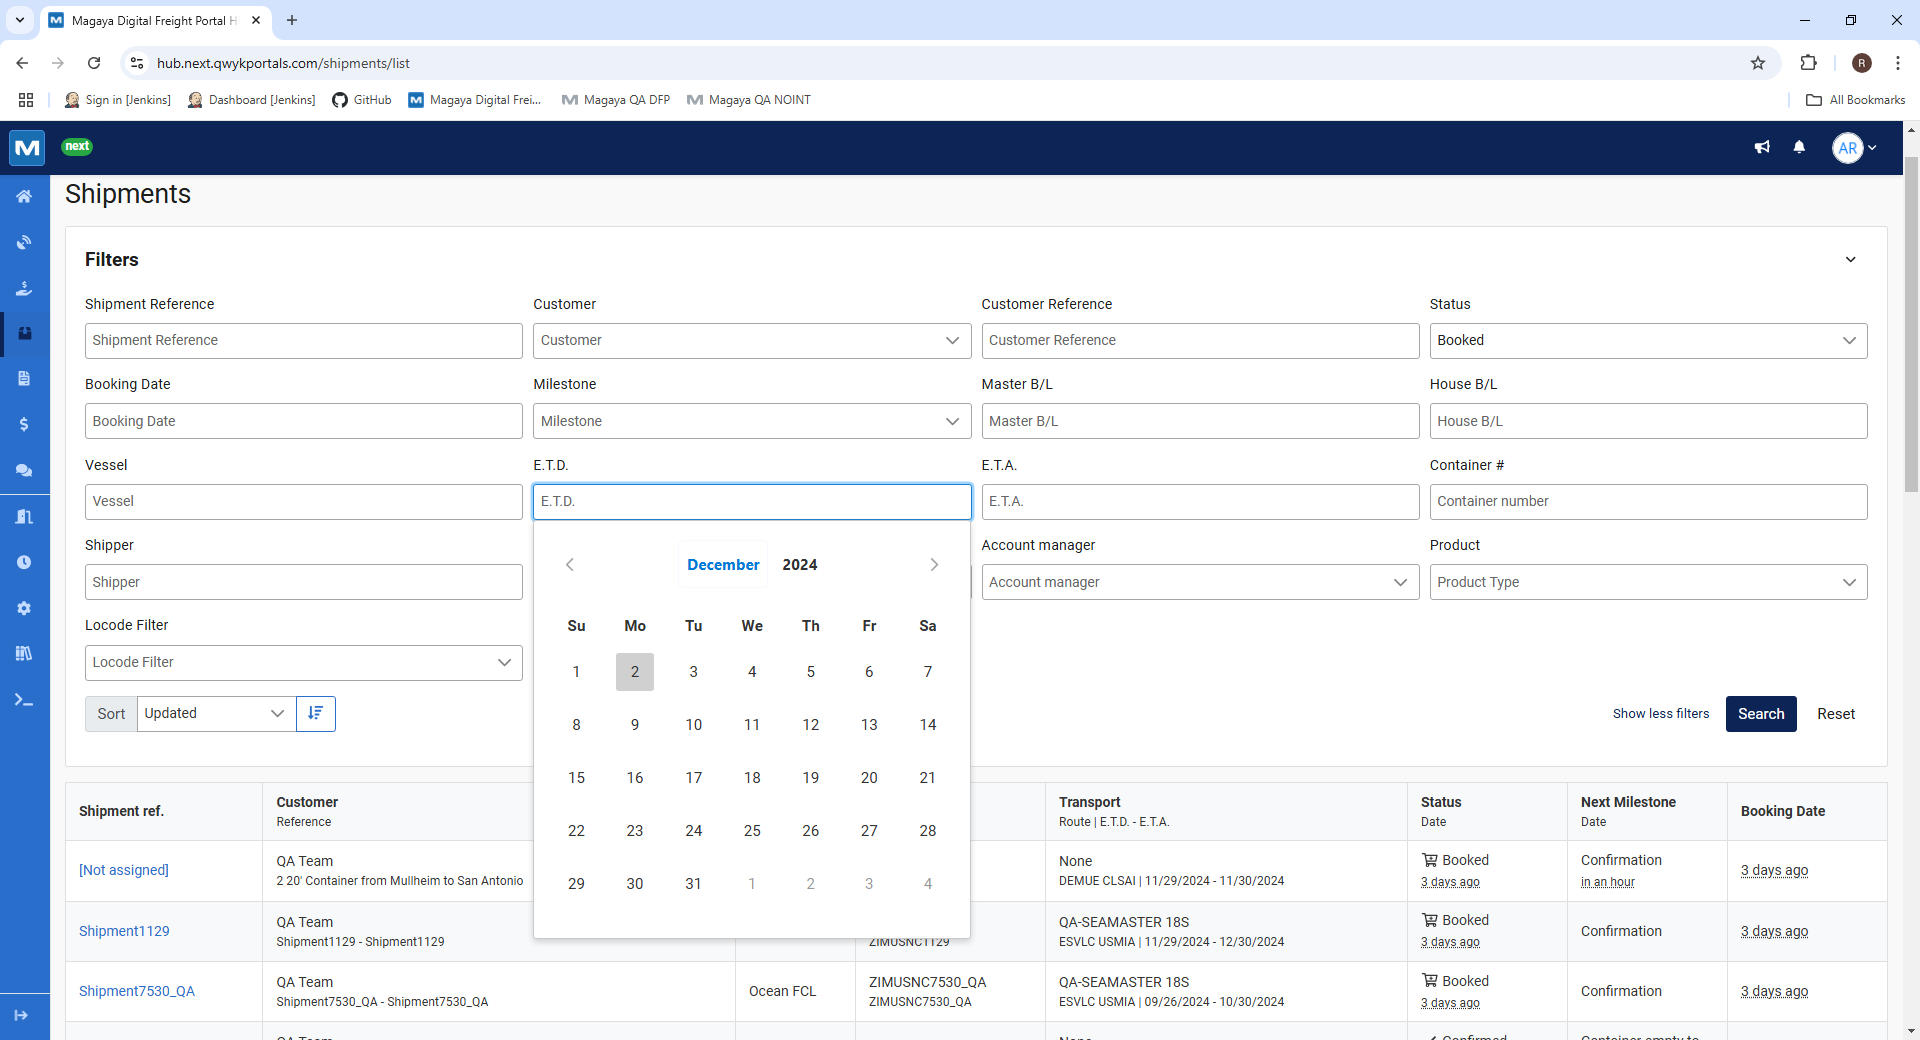 Magaya Digital Freight Portal H
hub.next.qwykportals.com/shipments/list
R
Sign in [Jenkins]
Dashboard [Jenkins]
GitHub
Magaya Digital Frei...
Magaya QA DFP
Magaya QA NOINT
All Bookmarks
next
AR
Shipments
Filters
Shipment Reference
Customer
Customer Reference
Status
Shipment Reference
Customer
Customer Reference
Booked
Booking Date
Milestone
Master B/L
House B/L
Booking Date
Milestone
Master B/L
House B/L
Vessel
E.T.D.
E.T.A.
Container #
Vessel
E.T.D.
E.T.A.
Container number
Shipper
Account manager
Product
Shipper
Account manager
Product Type
Locode Filter
Locode Filter
December 2024
Su Mo Tu We Th Fr Sa
1 2 3 4 5 6 7
8 9 10 11 12 13 14
15 16 17 18 19 20 21
22 23 24 25 26 27 28
29 30 31 1 2 3 4
Sort Updated
Show less filters
Search
Reset
Shipment ref.
Customer
Reference
Transport
Route | E.T.D. - E.T.A.
Status
Date
Next Milestone
Date
Booking Date
[Not assigned]
QA Team
2 20' Container from Mullheim to San Antonio
None
DEMUE CLSAI | 11/29/2024 - 11/30/2024
Booked
3 days ago
Confirmation
in an hour
3 days ago
Shipment1129
QA Team
Shipment1129 - Shipment1129
ZIMUSNC1129
QA-SEAMASTER 18S
ESVLC USMIA | 11/29/2024 - 12/30/2024
Booked
3 days ago
Confirmation
3 days ago
Shipment7530_QA
QA Team
Shipment7530_QA - Shipment7530_QA
Ocean FCL
ZIMUSNC7530_QA
ZIMUSNC7530_QA
QA-SEAMASTER 18S
ESVLC USMIA | 09/26/2024 - 10/30/2024
Booked
3 days ago
Confirmation
3 days ago
QA Team
None
Confirmed
Container empty to